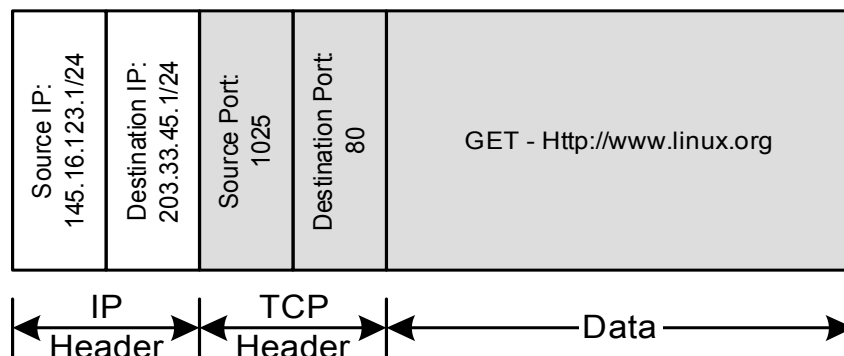 Source IP:
145.16.123.1/24
Destination IP:
203.33.45.1/24
Source Port:
1025
Destination Port:
80
GET - Http://www.linux.org
IP
Header
TCP
Header
Data